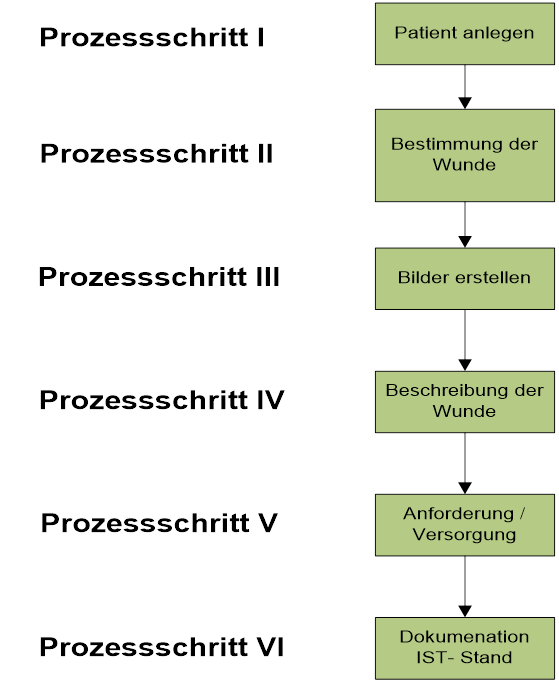 Prozessschritt I
Patient anlegen
Prozessschritt II
Bestimmung der
Wunde
Prozessschritt III
Bilder erstellen
Prozessschritt IV
Beschreibung der
Wunde
Prozessschritt V
Anforderung /
Versorgung
Prozessschritt VI
Dokumenation
IST- Stand